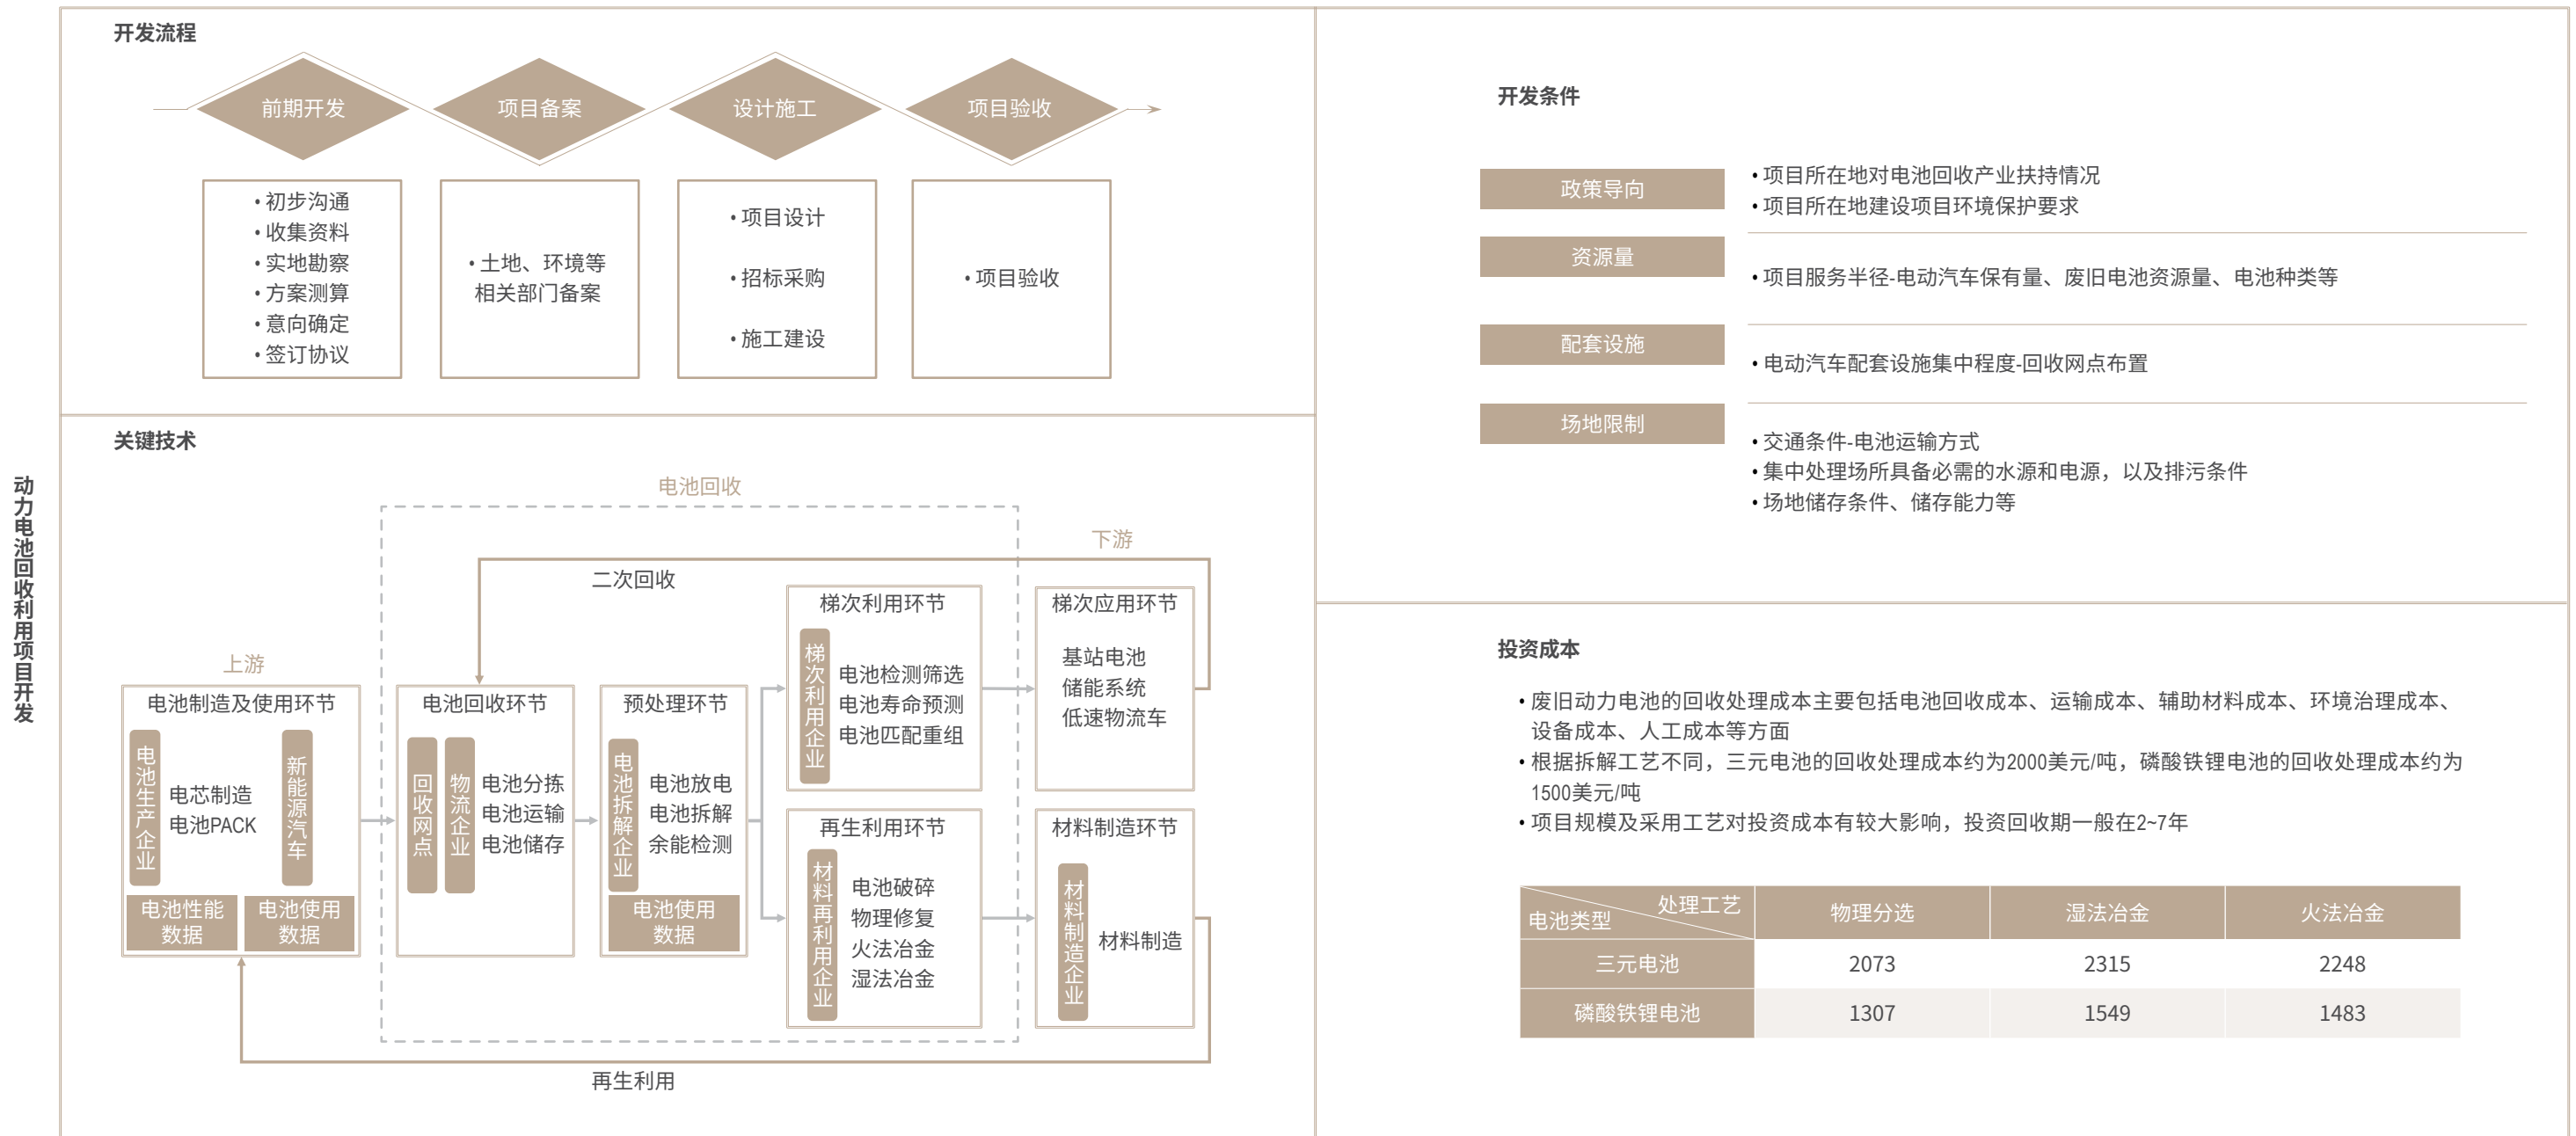 动力电池回收利用项目开发
开发流程
前期开发
项目备案
设计施工
项目验收
• 初步沟通
• 收集资料
• 实地勘察
• 方案测算
• 意向确定
• 签订协议
• 土地、环境等
相关部门备案
• 项目设计
• 招标采购
• 施工建设
• 项目验收
关键技术
电池回收
上游
下游
二次回收
电池制造及使用环节
电池生产企业
电芯制造
电池PACK
新能源汽车
电池性能
数据
电池使用
数据
电池回收环节
回收网点
物流企业
电池分拣
电池运输
电池储存
预处理环节
电池拆解企业
电池放电
电池拆解
余能检测
电池使用
数据
梯次利用环节
梯次利用企业
电池检测筛选
电池寿命预测
电池匹配重组
梯次应用环节
基站电池
储能系统
低速物流车
再生利用环节
材料再利用企业
电池破碎
物理修复
火法冶金
湿法冶金
材料制造环节
材料制造企业
材料制造
再生利用
开发条件
政策导向
• 项目所在地对电池回收产业扶持情况
• 项目所在地建设项目环境保护要求
资源量
• 项目服务半径-电动汽车保有量、废旧电池资源量、电池种类等
配套设施
• 电动汽车配套设施集中程度-回收网点布置
场地限制
• 交通条件-电池运输方式
• 集中处理场所具备必需的水源和电源，以及排污条件
• 场地储存条件、储存能力等
投资成本
• 废旧动力电池的回收处理成本主要包括电池回收成本、运输成本、辅助材料成本、环境治理成本、
设备成本、人工成本等方面
• 根据拆解工艺不同，三元电池的回收处理成本约为2000美元/吨，磷酸铁锂电池的回收处理成本约为
1500美元/吨
• 项目规模及采用工艺对投资成本有较大影响，投资回收期一般在2~7年
处理工艺
电池类型
物理分选
湿法冶金
火法冶金
三元电池
2073
2315
2248
磷酸铁锂电池
1307
1549
1483